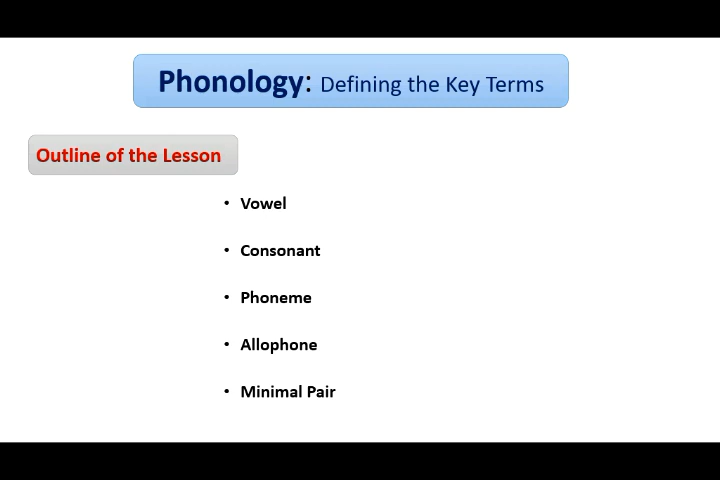 Phonology: Defining the Key Terms
Outline of the Lesson
• Vowel
• Consonant
• Phoneme
• Allophone
• Minimal Pair